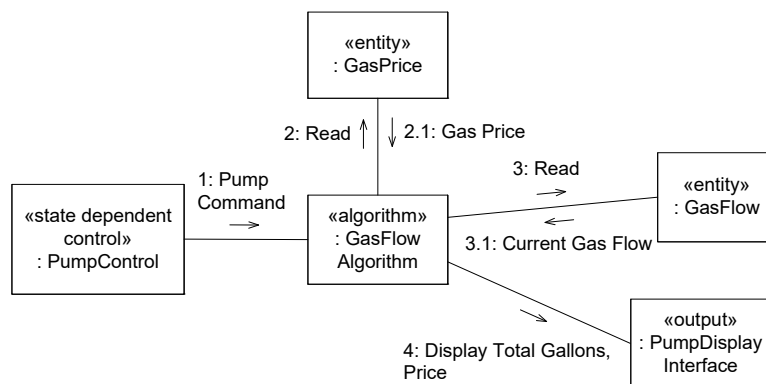 «entity»
: GasPrice
2: Read
2.1: Gas Price
1: Pump
Command
3: Read
«entity»
: GasFlow
«state dependent
control»
: PumpControl
«algorithm»
: GasFlow
Algorithm
3.1: Current Gas Flow
«output»
: PumpDisplay
Interface
4: Display Total Gallons,
Price